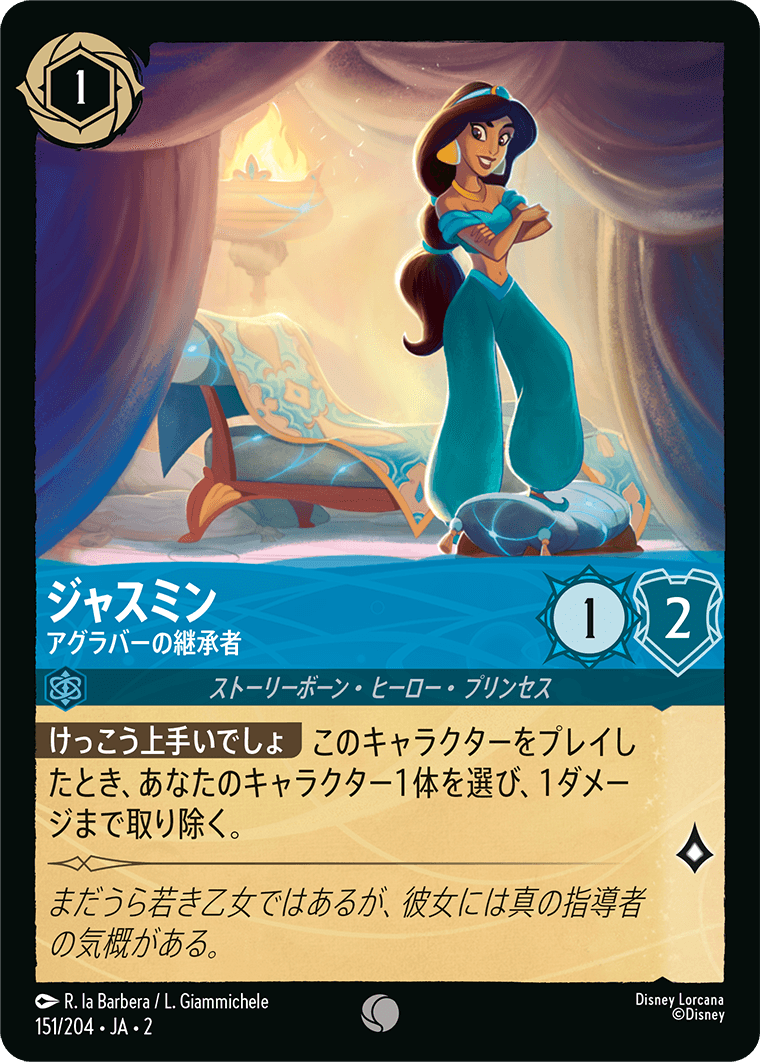 1
ジャスミン
アグラバーの継承者
1 2
ストーリーボーン・ヒーロー・プリンセス
けっこう上手いでしょ このキャラクターをプレイし
たとき、あなたのキャラクター1体を選び、1ダメー
ジまで取り除く。
まだうら若き乙女ではあるが、彼女には真の指導者
の気概がある。
R. la Barbera / L. Giammichele
151/204 • JA • 2
Disney Lorcana
©Disney